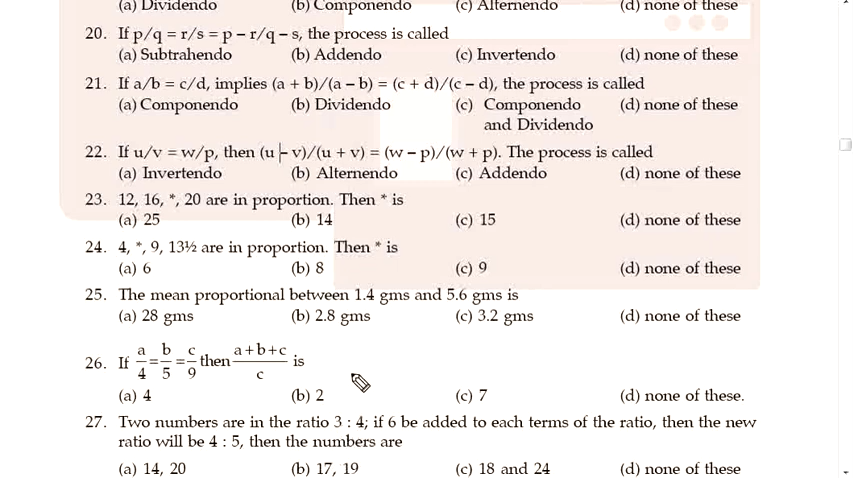 (a) Dividendo (b) Componendo (c) Alternendo (d) none of these
20. If p/q = r/s = p – r/q – s, the process is called
(a) Subtrahendo (b) Addendo (c) Invertendo (d) none of these
21. If a/b = c/d, implies (a + b)/(a – b) = (c + d)/(c – d), the process is called
(a) Componendo (b) Dividendo (c) Componendo (d) none of these
and Dividendo
22. If u/v = w/p, then (u – v)/(u + v) = (w – p)/(w + p). The process is called
(a) Invertendo (b) Alternendo (c) Addendo (d) none of these
23. 12, 16, *, 20 are in proportion. Then * is
(a) 25 (b) 14 (c) 15 (d) none of these
24. 4, *, 9, 13½ are in proportion. Then * is
(a) 6 (b) 8 (c) 9 (d) none of these
25. The mean proportional between 1.4 gms and 5.6 gms is
(a) 28 gms (b) 2.8 gms (c) 3.2 gms (d) none of these
26. If a/4 = b/5 = c/9 then a+b+c/c is
(a) 4 (b) 2 (c) 7 (d) none of these.
27. Two numbers are in the ratio 3 : 4; if 6 be added to each terms of the ratio, then the new
ratio will be 4 : 5, then the numbers are
(a) 14, 20 (b) 17, 19 (c) 18 and 24 (d) none of these